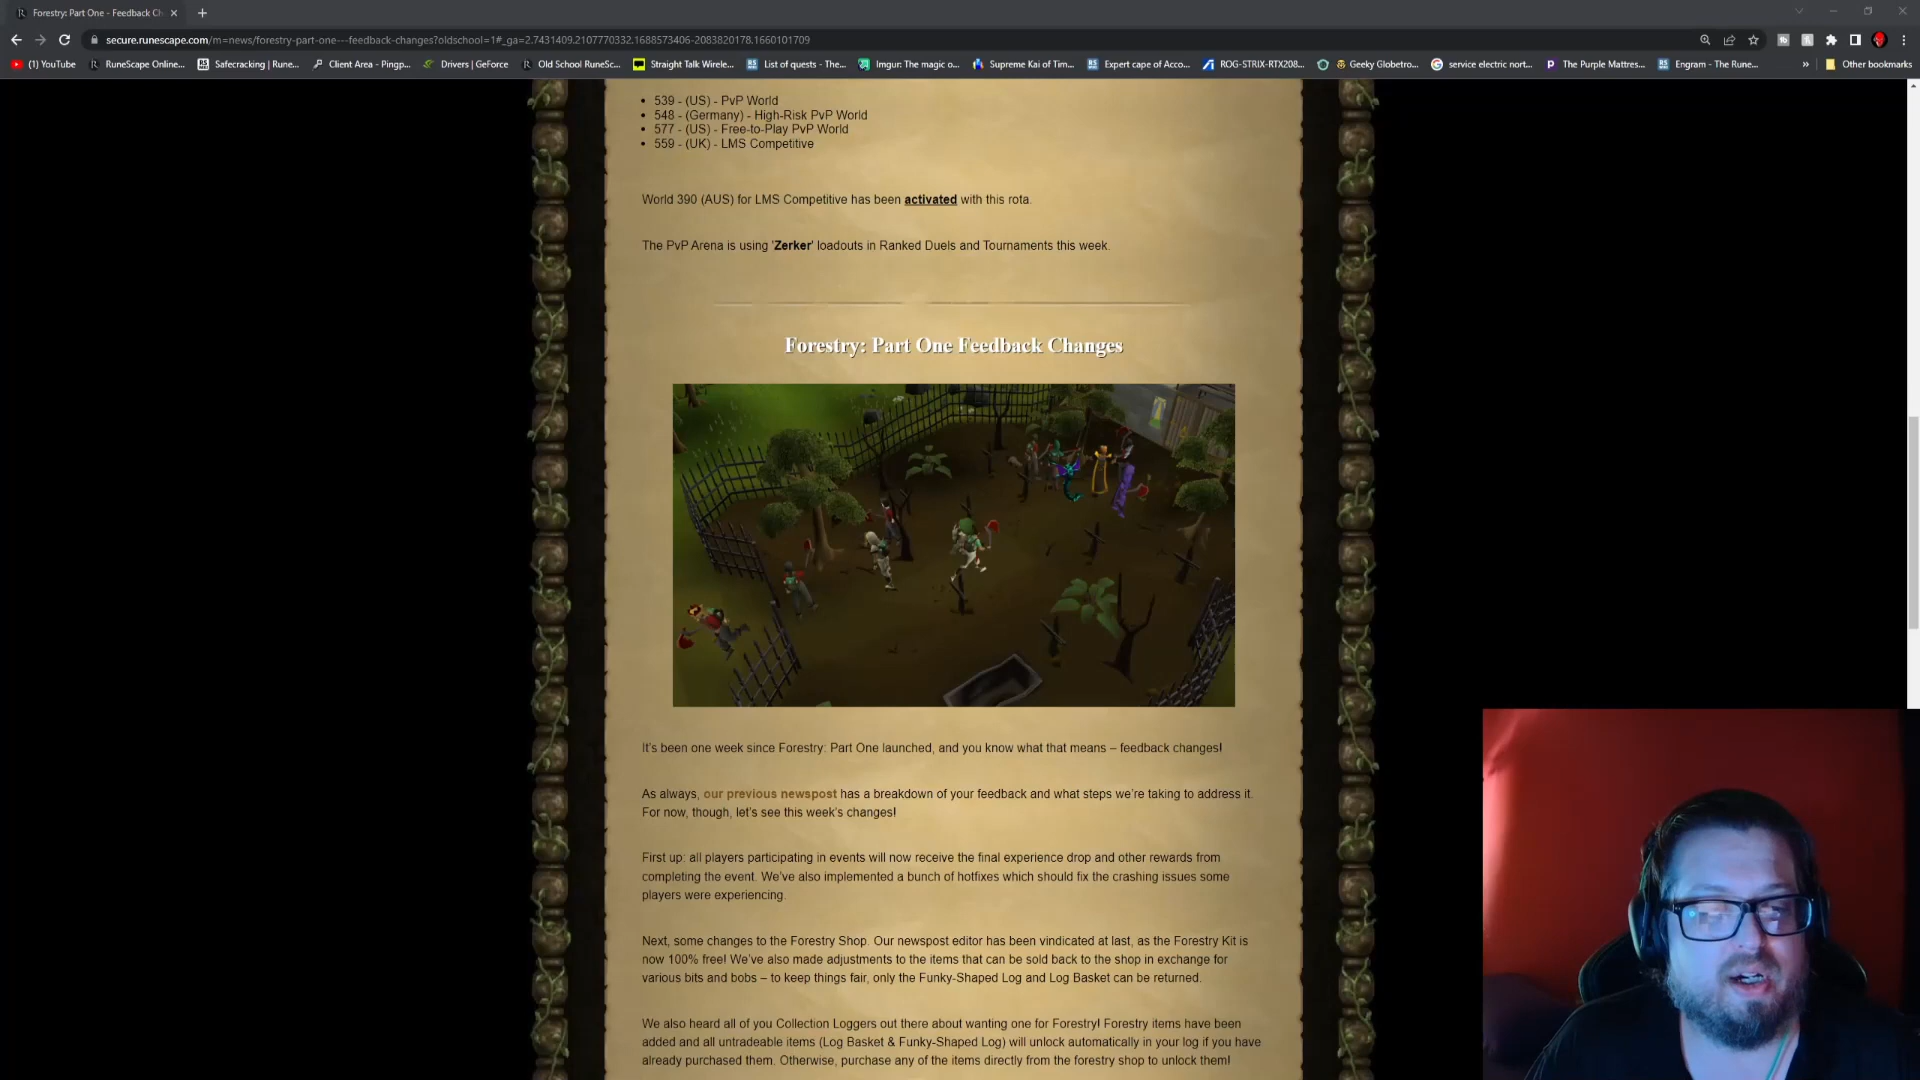 Forestry: Part One - Feedback Ch
secure.runescape.com/m=news/forestry-part-one---feedback-changes?oldschool=1#_ga=2.7431409.2107770332.1688573406-2083820178.1660101709
(1) YouTube
RuneScape Online...
Safecracking | Rune...
Client Area - Pingp...
Drivers | GeForce
Old School RuneSc...
Straight Talk Wirele...
List of quests - The...
Imgur: The magic o...
Supreme Kai of Tim...
Expert cape of Acco...
ROG-STRIX-RTX208...
Geeky Globetro...
service electric nort...
The Purple Mattres...
Engram - The Rune...
»
Other bookmarks
• 539 - (US) - PvP World
• 548 - (Germany) - High-Risk PvP World
• 577 - (US) - Free-to-Play PvP World
• 559 - (UK) - LMS Competitive
World 390 (AUS) for LMS Competitive has been activated with this rota.
The PvP Arena is using 'Zerker' loadouts in Ranked Duels and Tournaments this week.
Forestry: Part One Feedback Changes
It's been one week since Forestry: Part One launched, and you know what that means – feedback changes!
As always, our previous newspost has a breakdown of your feedback and what steps we're taking to address it.
For now, though, let's see this week's changes!
First up: all players participating in events will now receive the final experience drop and other rewards from
completing the event. We've also implemented a bunch of hotfixes which should fix the crashing issues some
players were experiencing.
Next, some changes to the Forestry Shop. Our newspost editor has been vindicated at last, as the Forestry Kit is
now 100% free! We've also made adjustments to the items that can be sold back to the shop in exchange for
various bits and bobs – to keep things fair, only the Funky-Shaped Log and Log Basket can be returned.
We also heard all of you Collection Loggers out there about wanting one for Forestry! Forestry items have been
added and all untradeable items (Log Basket & Funky-Shaped Log) will unlock automatically in your log if you have
already purchased them. Otherwise, purchase any of the items directly from the forestry shop to unlock them!